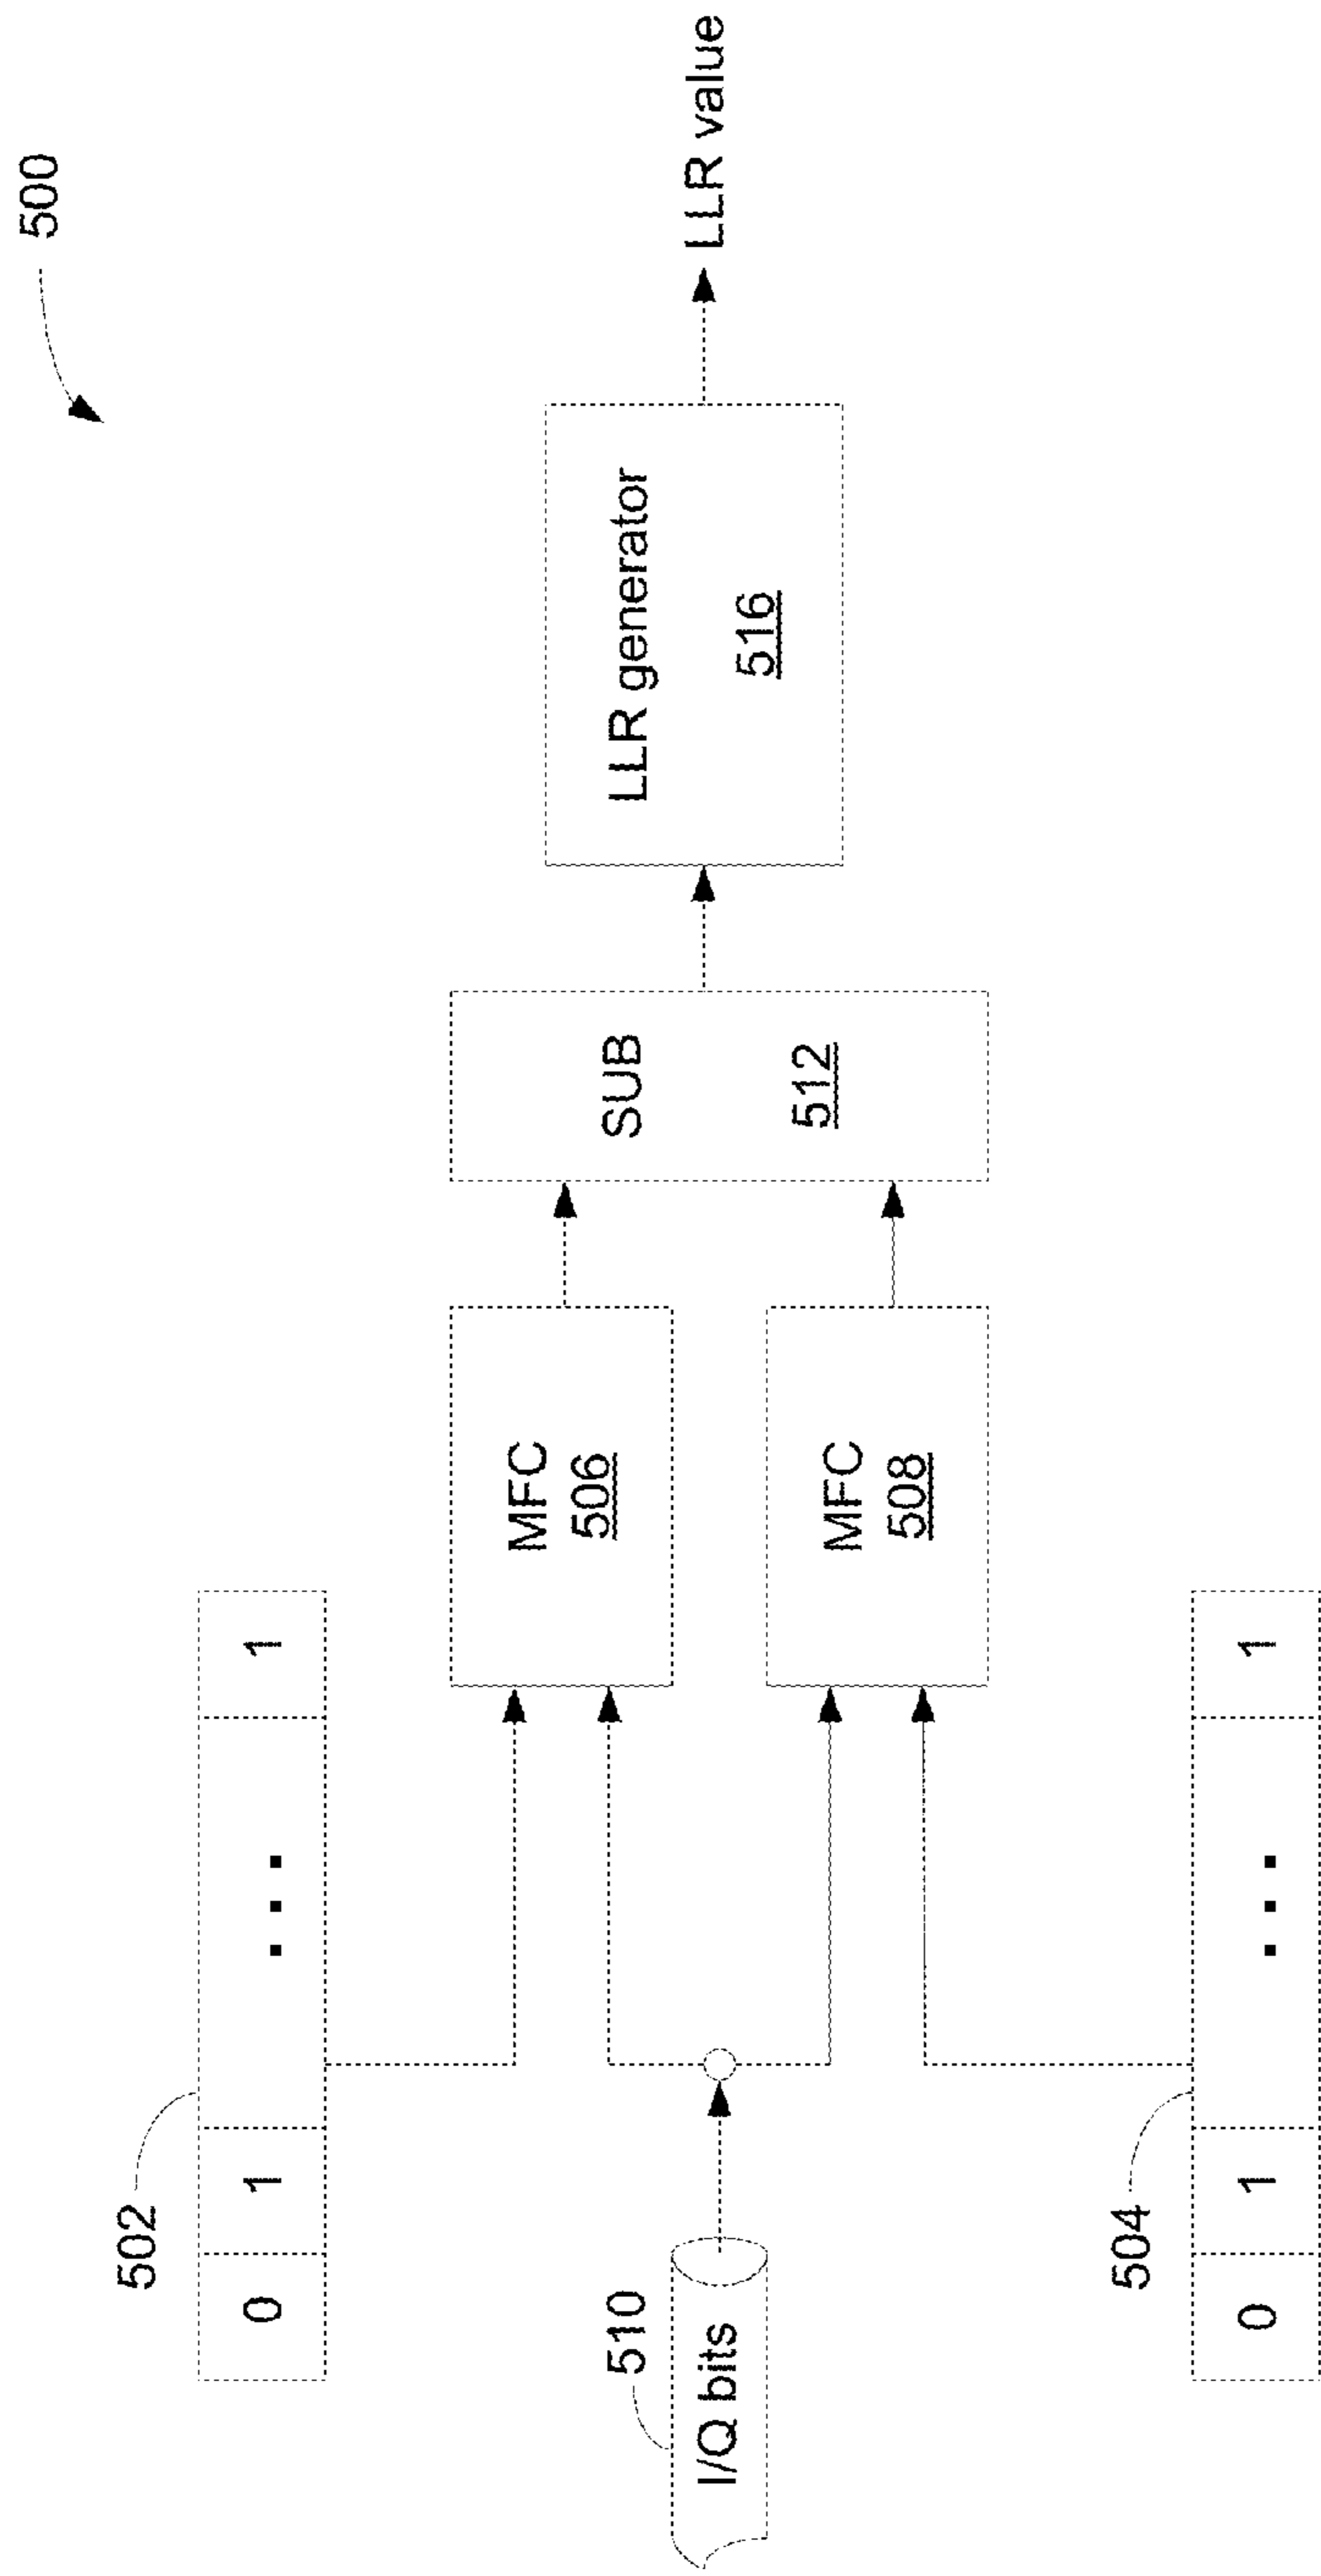 500
502
0 1 ... 1
MFC
506
SUB
512
LLR generator
516
LLR value
510
I/Q bits
MFC
508
504
0 1 ... 1